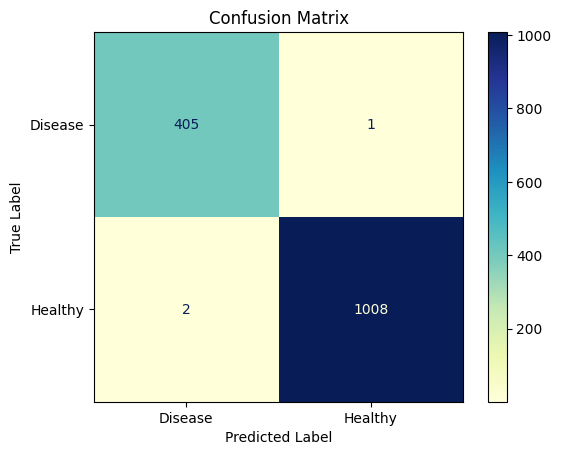 Confusion Matrix
True Label
Disease
405
1
Healthy
2
1008
Disease
Healthy
Predicted Label
1000
800
600
400
200